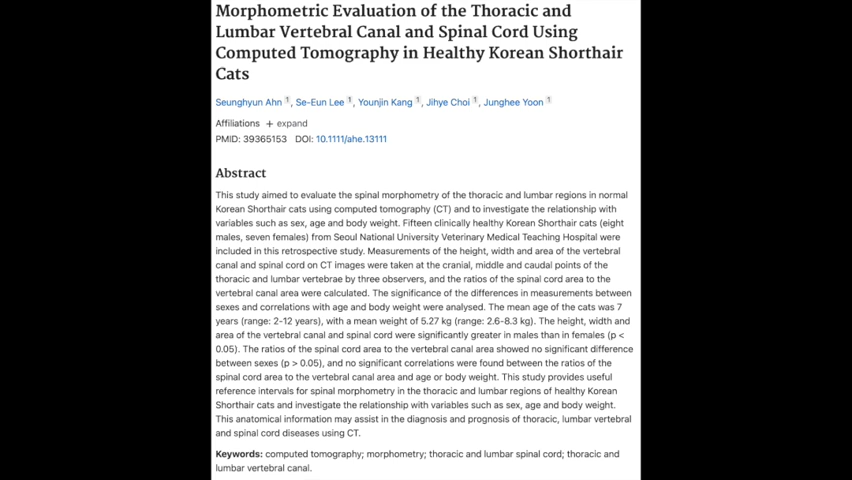 Morphometric Evaluation of the Thoracic and
Lumbar Vertebral Canal and Spinal Cord Using
Computed Tomography in Healthy Korean Shorthair
Cats
Seunghyun Ahn 1, Se-Eun Lee 1, Younjin Kang 1, Jihye Choi 1, Junghee Yoon 1
Affiliations + expand
PMID: 39365153 DOI: 10.1111/ahe.13111
Abstract
This study aimed to evaluate the spinal morphometry of the thoracic and lumbar regions in normal
Korean Shorthair cats using computed tomography (CT) and to investigate the relationship with
variables such as sex, age and body weight. Fifteen clinically healthy Korean Shorthair cats (eight
males, seven females) from Seoul National University Veterinary Medical Teaching Hospital were
included in this retrospective study. Measurements of the height, width and area of the vertebral
canal and spinal cord on CT images were taken at the cranial, middle and caudal points of the
thoracic and lumbar vertebrae by three observers, and the ratios of the spinal cord area to the
vertebral canal area were calculated. The significance of the differences in measurements between
sexes and correlations with age and body weight were analysed. The mean age of the cats was 7
years (range: 2-12 years), with a mean weight of 5.27 kg (range: 2.6-8.3 kg). The height, width and
area of the vertebral canal and spinal cord were significantly greater in males than in females (p <
0.05). The ratios of the spinal cord area to the vertebral canal area showed no significant difference
between sexes (p > 0.05), and no significant correlations were found between the ratios of the
spinal cord area to the vertebral canal area and age or body weight. This study provides useful
reference intervals for spinal morphometry in the thoracic and lumbar regions of healthy Korean
Shorthair cats and investigate the relationship with variables such as sex, age and body weight.
This anatomical information may assist in the diagnosis and prognosis of thoracic, lumbar vertebral
and spinal cord diseases using CT.
Keywords: computed tomography; morphometry; thoracic and lumbar spinal cord; thoracic and
lumbar vertebral canal.